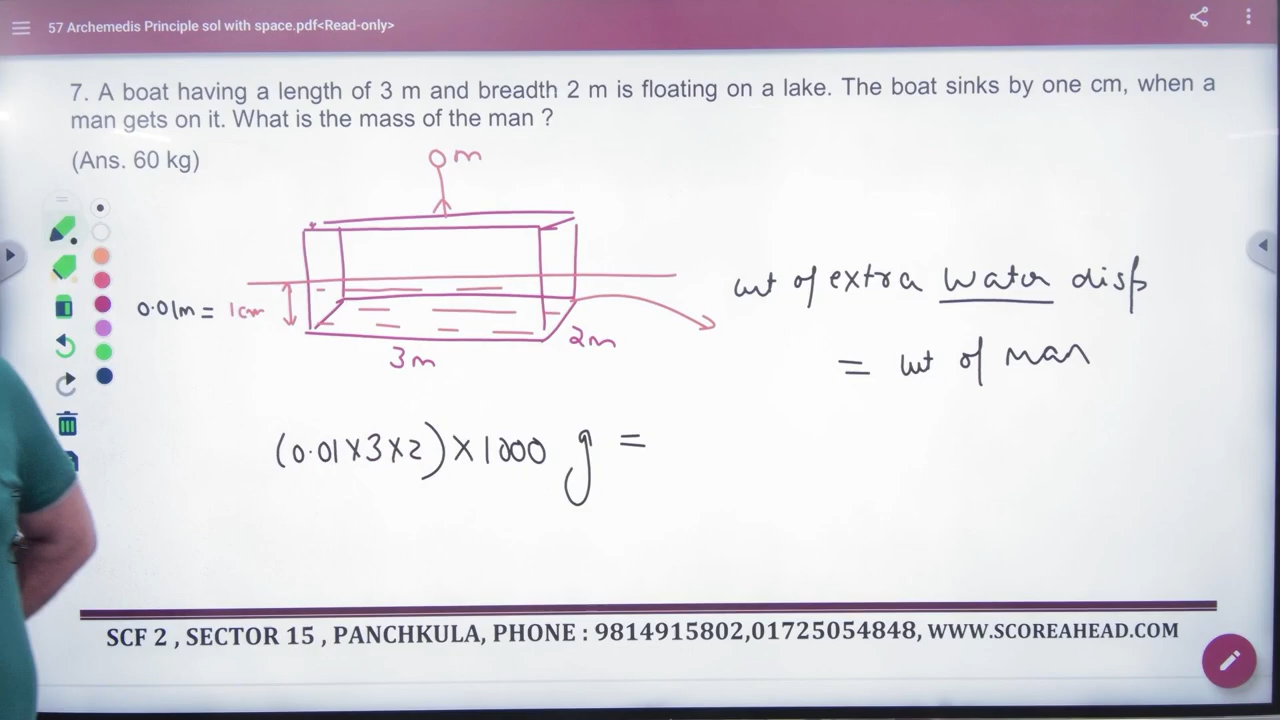 57 Archemedis Principle sol with space.pdf<Read-only>
7. A boat having a length of 3 m and breadth 2 m is floating on a lake. The boat sinks by one cm, when a
man gets on it. What is the mass of the man ?
(Ans. 60 kg)
m
wt of extra water disp
0.01m = 1cm
2m
3m
= wt of man
(0.01×3×2)×1000 g =
SCF 2 , SECTOR 15 , PANCHKULA, PHONE : 9814915802,01725054848, WWW.SCOREAHEAD.COM